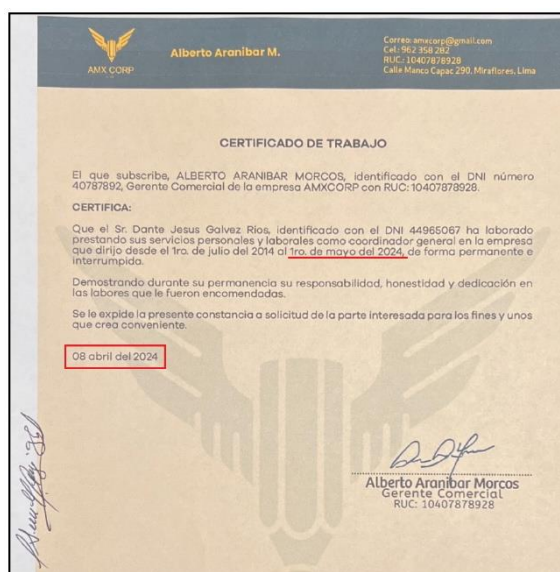 AMX CORP
Alberto Aranibar M.
Correo: amxcorp@gmail.com
Cel.: 962 358 282
RUC.: 10407878928
Calle Manco Capac 290, Miraflores, Lima
CERTIFICADO DE TRABAJO
El que subscribe, ALBERTO ARANIBAR MORCOS, identificado con el DNI número
40787892, Gerente Comercial de la empresa AMXCORP con RUC: 10407878928.
CERTIFICA:
Que el Sr. Dante Jesus Galvez Rios, identificado con el DNI 44965067 ha laborado
prestando sus servicios personales y laborales como coordinador general en la empresa
que dirijo desde el 1ro. de julio del 2014 al 1ro. de mayo del 2024, de forma permanente e
interrumpida.
Demostrando durante su permanencia su responsabilidad, honestidad y dedicación en
las labores que le fueron encomendadas.
Se le expide la presente constancia a solicitud de la parte interesada para los fines y unos
que crea conveniente.
08 abril del 2024
Alberto Aranibar Morcos
Gerente Comercial
RUC: 10407878928